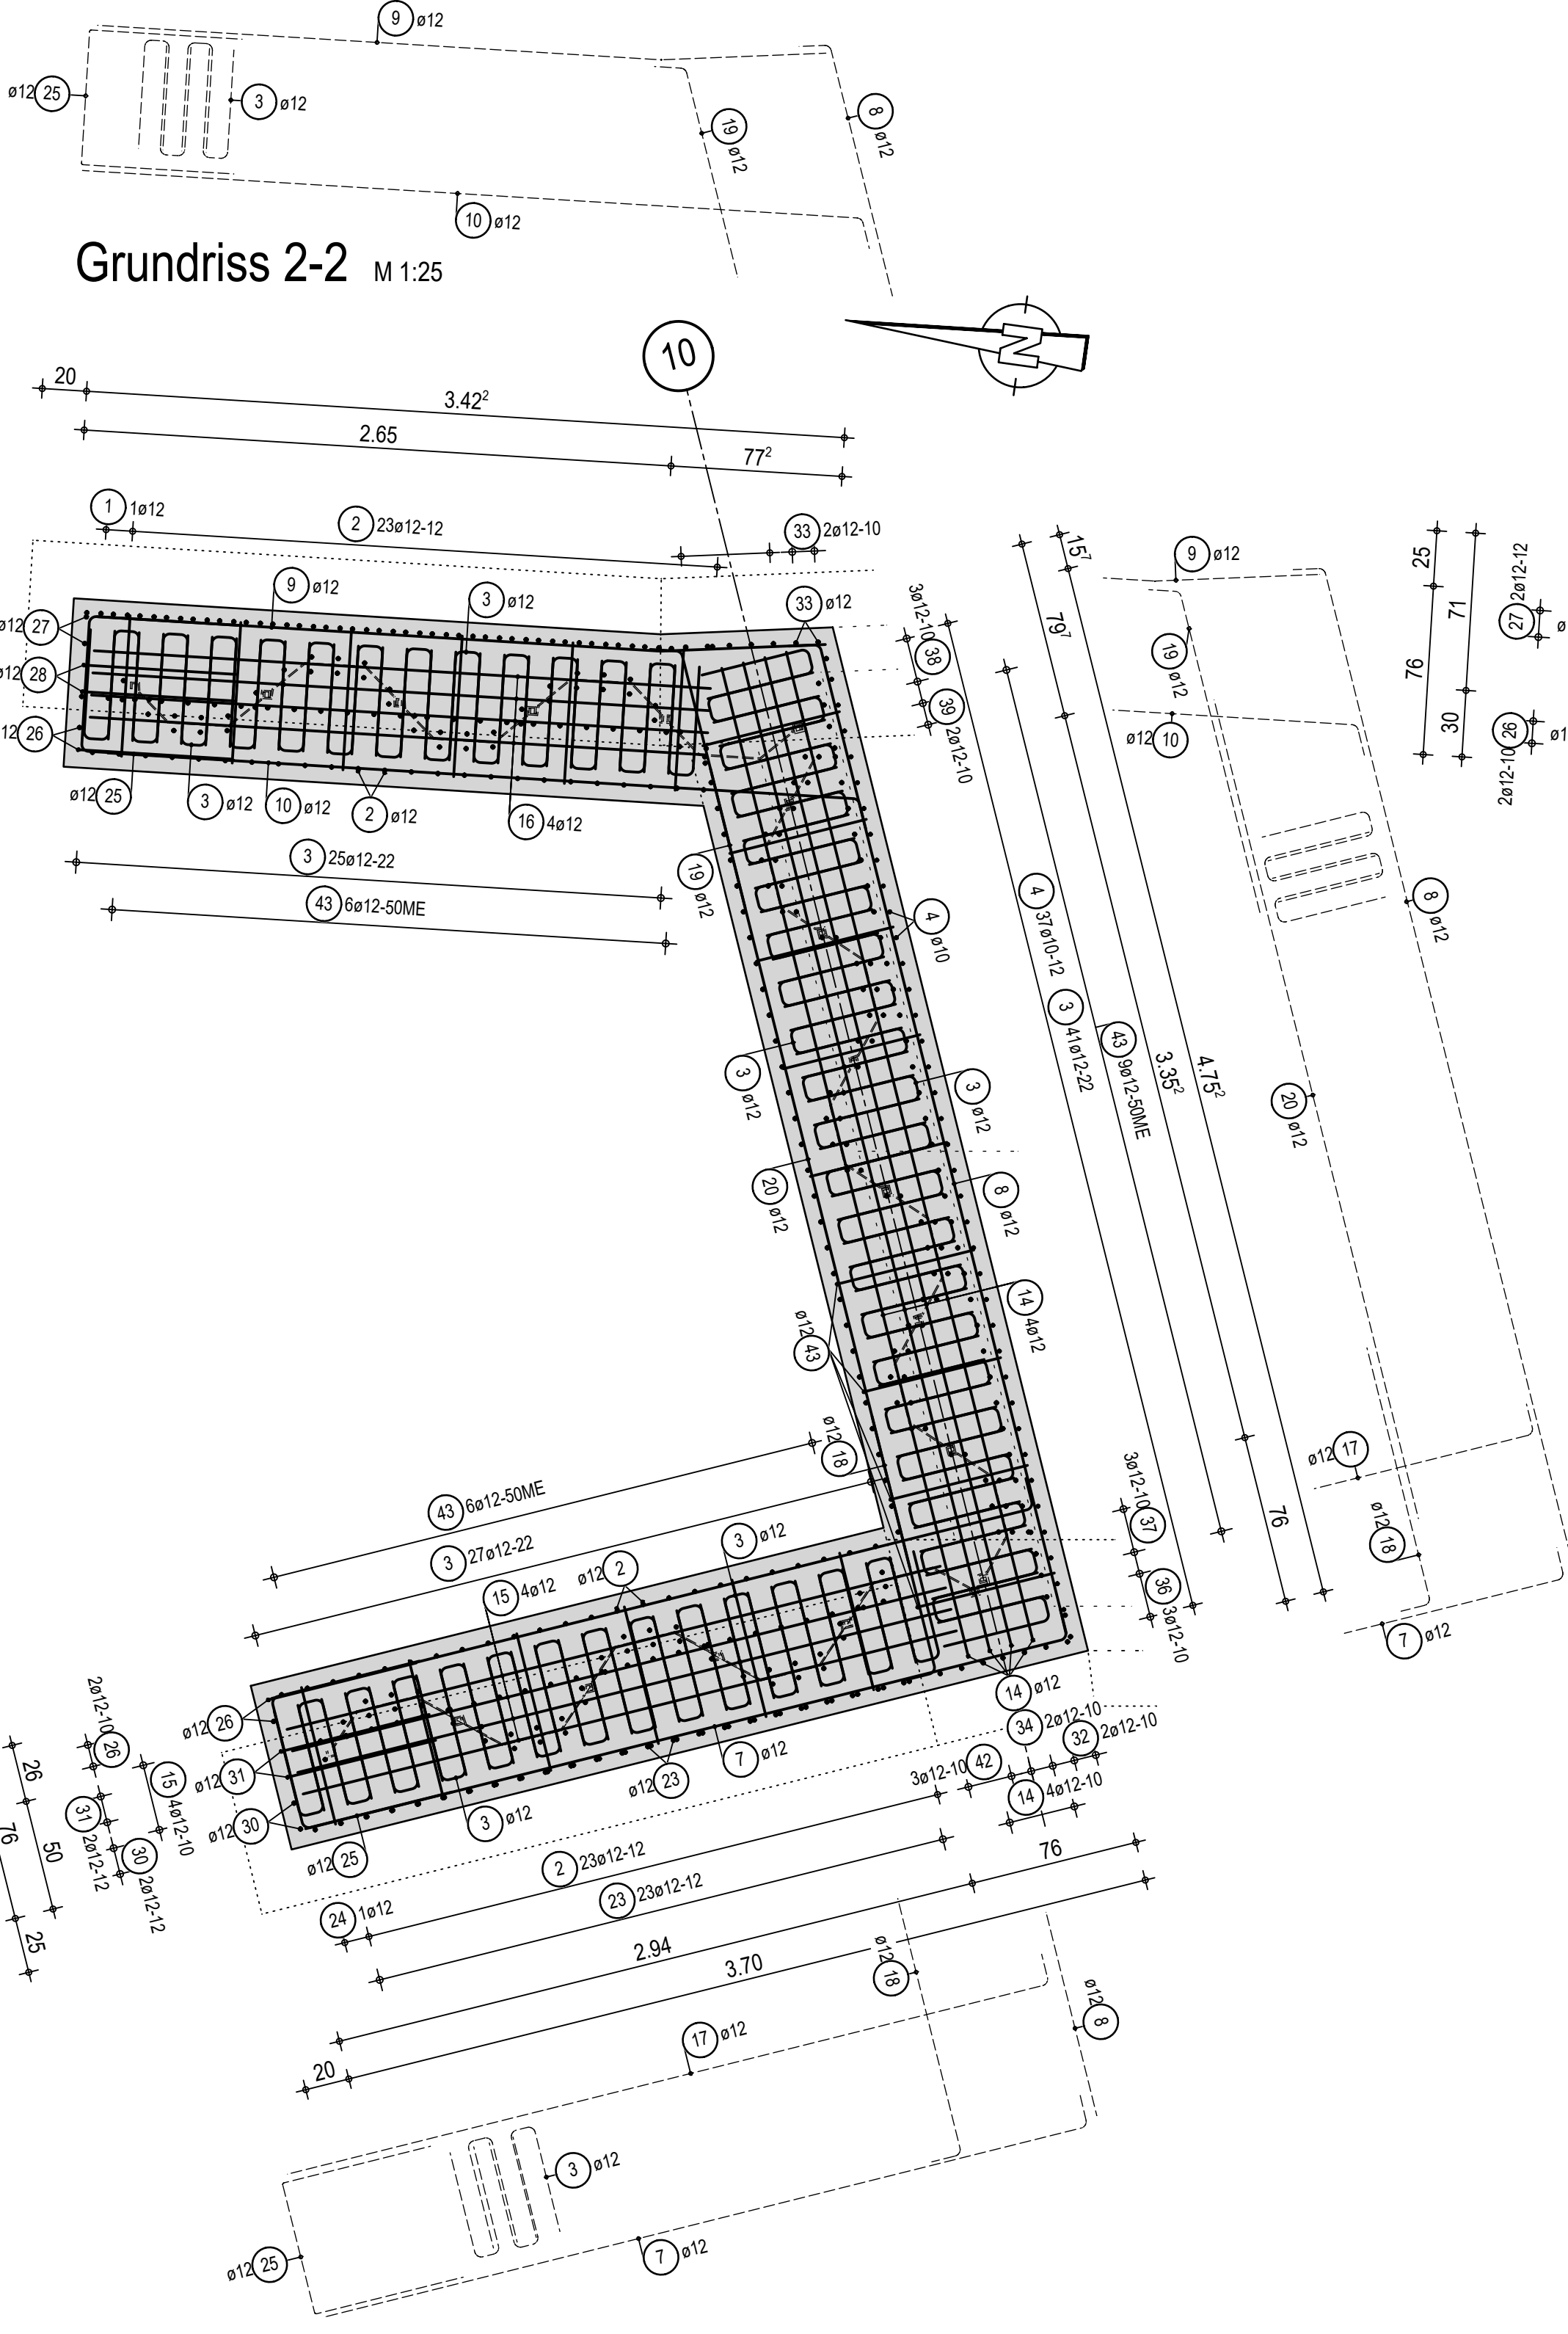 9 ø12
ø12 25
3 ø12
19 ø12
8 ø12
10 ø12
Grundriss 2-2 M 1:25
N
10
20
3.42²
2.65
77²
1 1ø12
2 23ø12-12
33 2ø12-10
9 ø12
3 ø12
33 ø12
ø12 27
ø12 28
12 26
ø12 25
3 ø12
10 ø12
2 ø12
16 4ø12
3 25ø12-22
43 6ø12-50ME
19 ø12
3ø12-10 38
39 2ø12-10
15⁷
79⁷
9 ø12
19 ø12
ø12 10
25
71
76
30
27 2ø12-12
ø
2ø12-10 26
ø1
4 ø10
4 37ø10-12
3 41ø12-22
43 9ø12-50ME
3.35²
4.75²
8 ø12
20 ø12
3 ø12
3 ø12
20 ø12
8 ø12
14 4ø12
ø12 43
ø12 18
43 6ø12-50ME
3 27ø12-22
3 ø12
ø12 2
15 4ø12
3ø12-10 37
36 3ø12-10
76
ø12 17
ø12 18
7 ø12
14 ø12
34 2ø12-10
32 2ø12-10
3ø12-10 42
14 4ø12-10
ø12 26
ø12 31
ø12 30
ø12 25
3 ø12
ø12 23
7 ø12
2ø12-10 26
15 4ø12-10
31 2ø12-12
30 2ø12-12
26
76
50
25
2 23ø12-12
23 23ø12-12
24 1ø12
76
2.94
3.70
20
ø12 18
ø12 8
17 ø12
3 ø12
7 ø12
ø12 25